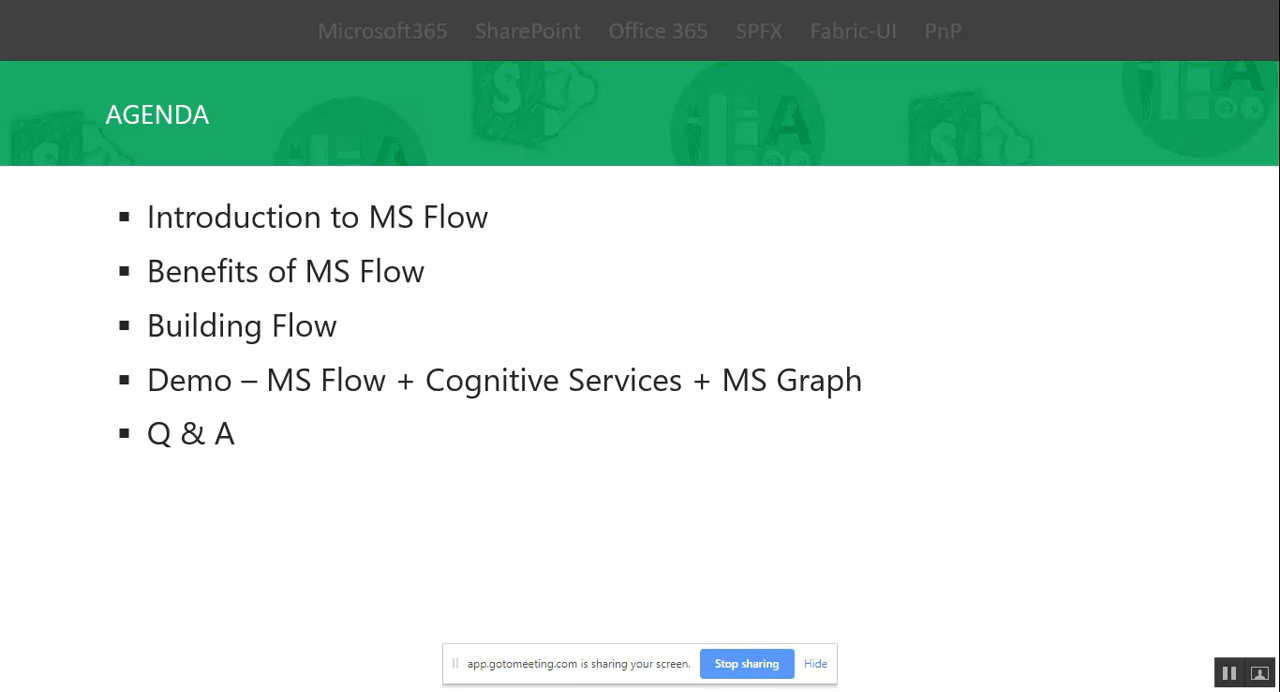 Microsoft365 SharePoint Office 365 SPFX Fabric-UI PnP
AGENDA
▪ Introduction to MS Flow
▪ Benefits of MS Flow
▪ Building Flow
▪ Demo – MS Flow + Cognitive Services + MS Graph
▪ Q & A
app.gotomeeting.com is sharing your screen. Stop sharing Hide